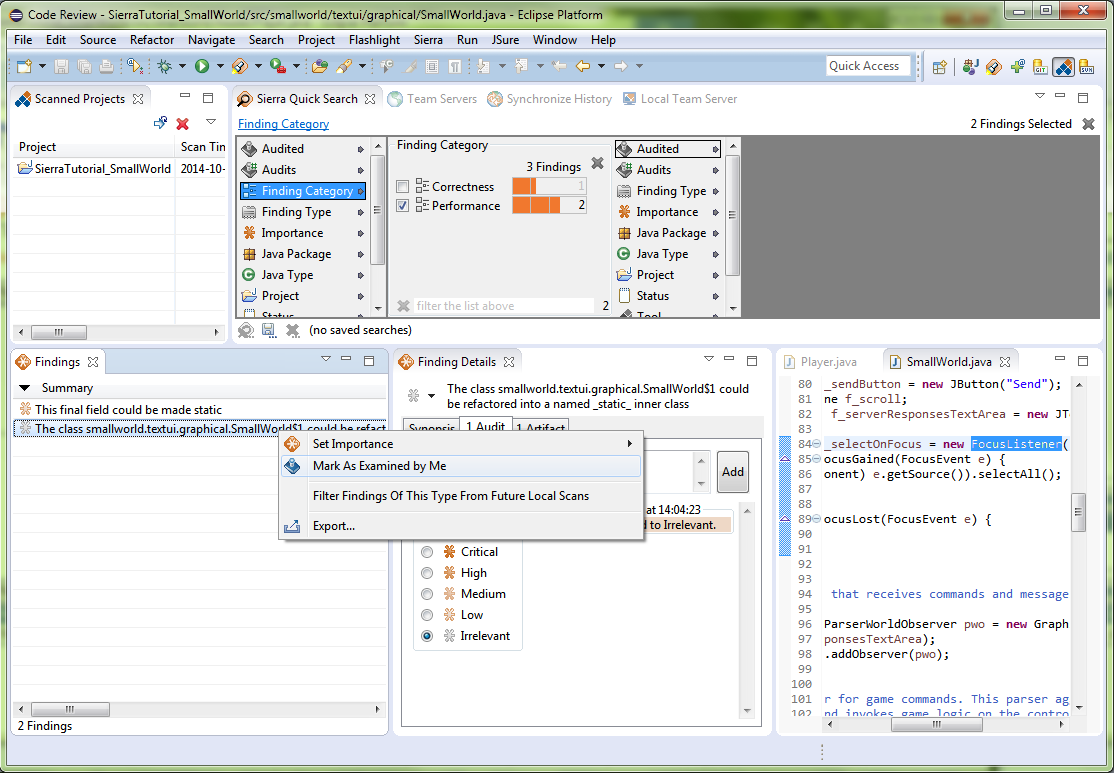 Code Review - SierraTutorial_SmallWorld/src/smallworld/textui/graphical/SmallWorld.java - Eclipse Platform
File Edit Source Refactor Navigate Search Project Flashlight Sierra Run JSure Window Help
Quick Access
GIT
SVN
Scanned Projects
Project Scan Tim
SierraTutorial_SmallWorld 2014-10-
Sierra Quick Search Team Servers Synchronize History Local Team Server
Finding Category
2 Findings Selected
Audited
Audits
Finding Category
Finding Type
Importance
Java Package
Java Type
Project
Status
Finding Category
3 Findings
Correctness 1
Performance 2
filter the list above 2
Audited
Audits
Finding Type
Importance
Java Package
Java Type
Project
Status
Tool
(no saved searches)
Findings
Summary
This final field could be made static
The class smallworld.textui.graphical.SmallWorld$1 could be refact
2 Findings
Set Importance
Mark As Examined by Me
Filter Findings Of This Type From Future Local Scans
Export...
Finding Details
The class smallworld.textui.graphical.SmallWorld$1 could
be refactored into a named _static_ inner class
Synopsis 1 Audit 1 Artifact
Add
at 14:04:23
d to Irrelevant.
Critical
High
Medium
Low
Irrelevant
Player.java SmallWorld.java
80 _sendButton = new JButton("Send");
81 ne f_scroll;
82 f_serverResponsesTextArea = new JT
83
84 _selectOnFocus = new FocusListener(
85 ocusGained(FocusEvent e) {
86 onent) e.getSource()).selectAll();
87
88
89 ocusLost(FocusEvent e) {
90
91
92
93
94 that receives commands and message
95
96 ParserWorldObserver pwo = new Graph
97 ponsesTextArea);
98 .addObserver(pwo);
99
100
101 r for game commands. This parser ag
102 nd invokes game logic on the contro